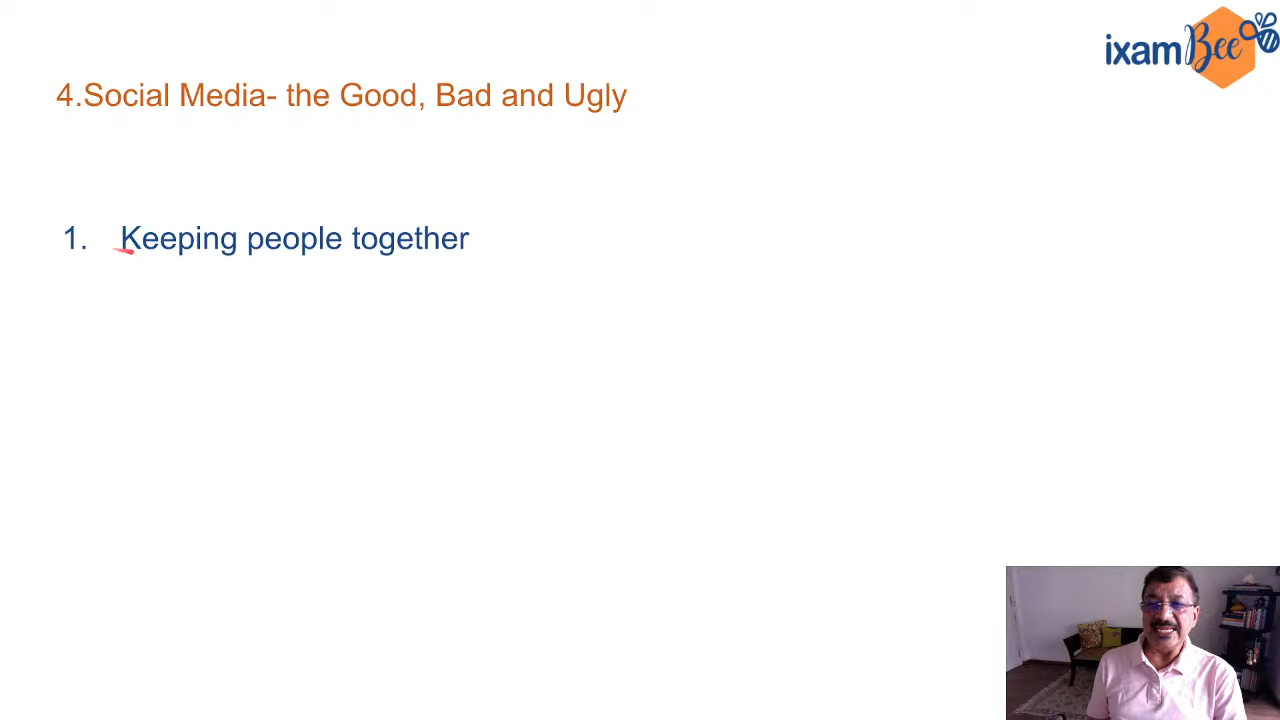 ixamBee
4.Social Media- the Good, Bad and Ugly
1. Keeping people together